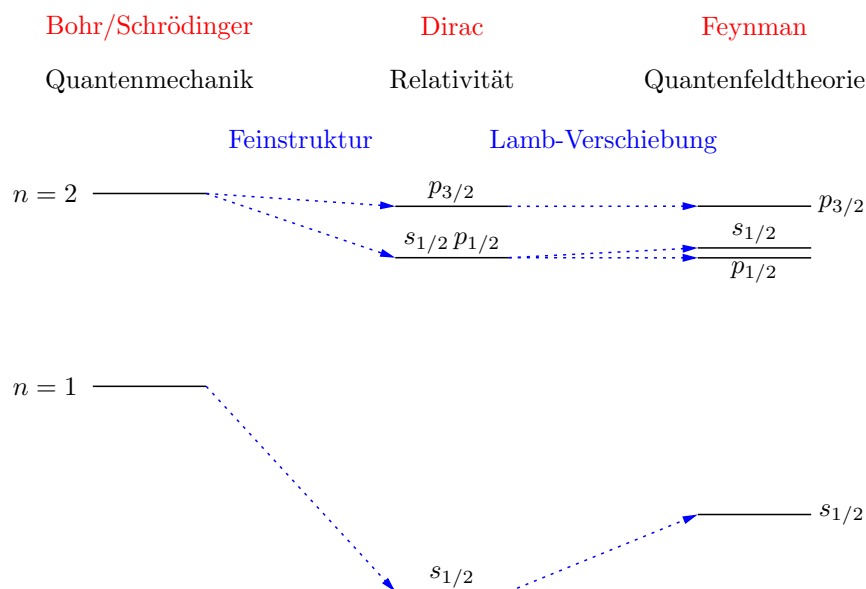 Bohr/Schrödinger Dirac Feynman
Quantenmechanik Relativität Quantenfeldtheorie
Feinstruktur Lamb-Verschiebung
n = 2 p3/2 p3/2
s1/2 p1/2 s1/2
p1/2
n = 1
s1/2
s1/2